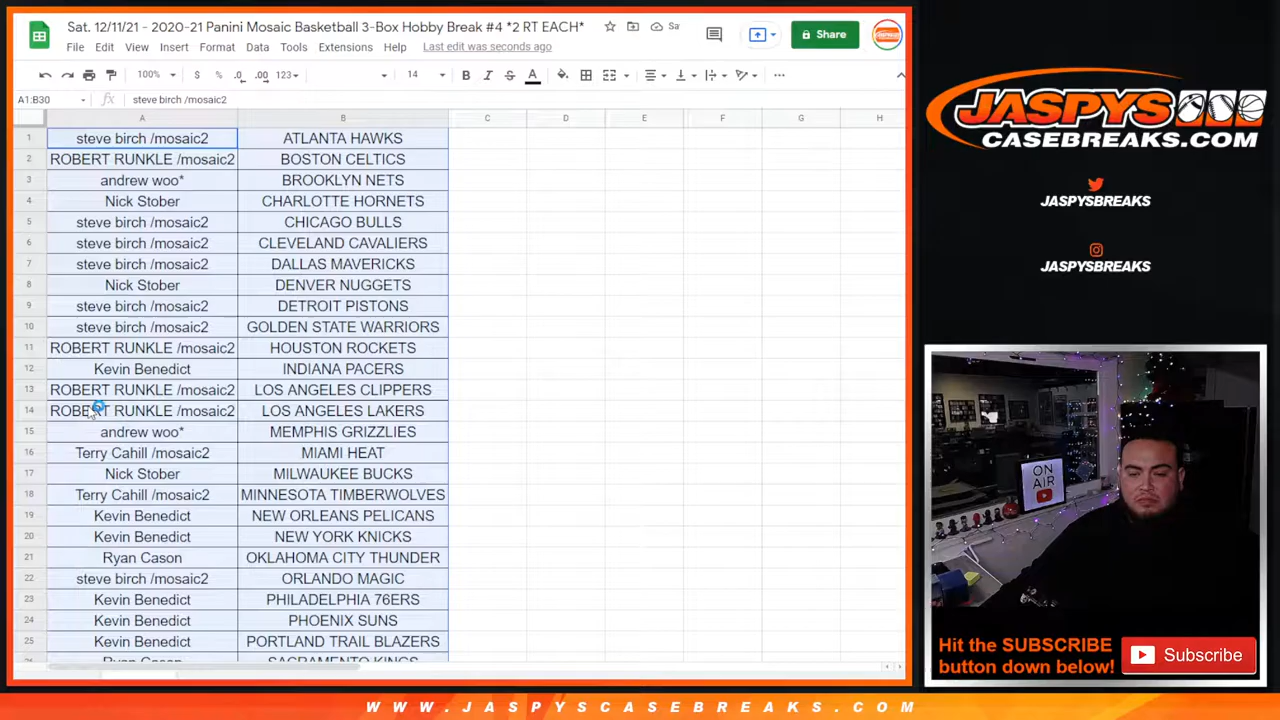 Sat. 12/11/21 - 2020-21 Panini Mosaic Basketball 3-Box Hobby Break #4 *2 RT EACH*
File Edit View Insert Format Data Tools Extensions Help Last edit was seconds ago
Share
100% $ % .0 .00 123 14 B I S A
A1:B30 fx steve birch /mosaic2
A B C D E F G H
1 steve birch /mosaic2 ATLANTA HAWKS
2 ROBERT RUNKLE /mosaic2 BOSTON CELTICS
3 andrew woo* BROOKLYN NETS
4 Nick Stober CHARLOTTE HORNETS
5 steve birch /mosaic2 CHICAGO BULLS
6 steve birch /mosaic2 CLEVELAND CAVALIERS
7 steve birch /mosaic2 DALLAS MAVERICKS
8 Nick Stober DENVER NUGGETS
9 steve birch /mosaic2 DETROIT PISTONS
10 steve birch /mosaic2 GOLDEN STATE WARRIORS
11 ROBERT RUNKLE /mosaic2 HOUSTON ROCKETS
12 Kevin Benedict INDIANA PACERS
13 ROBERT RUNKLE /mosaic2 LOS ANGELES CLIPPERS
14 ROBERT RUNKLE /mosaic2 LOS ANGELES LAKERS
15 andrew woo* MEMPHIS GRIZZLIES
16 Terry Cahill /mosaic2 MIAMI HEAT
17 Nick Stober MILWAUKEE BUCKS
18 Terry Cahill /mosaic2 MINNESOTA TIMBERWOLVES
19 Kevin Benedict NEW ORLEANS PELICANS
20 Kevin Benedict NEW YORK KNICKS
21 Ryan Cason OKLAHOMA CITY THUNDER
22 steve birch /mosaic2 ORLANDO MAGIC
23 Kevin Benedict PHILADELPHIA 76ERS
24 Kevin Benedict PHOENIX SUNS
25 Kevin Benedict PORTLAND TRAIL BLAZERS
Ryan Cason SACRAMENTO KINGS
JASPYS
CASEBREAKS.COM
JASPYSBREAKS
JASPYSBREAKS
ON
AIR
Hit the SUBSCRIBE
button down below!
Subscribe
WWW.JASPYSCASEBREAKS.COM